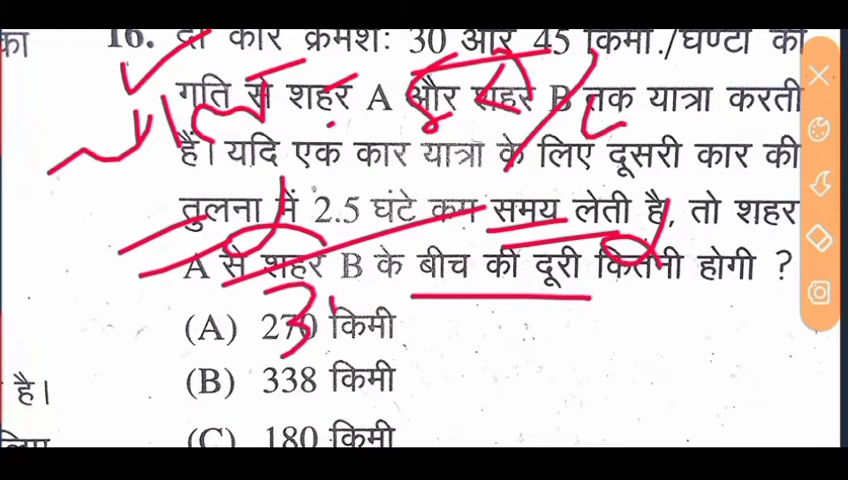 का
16. दो कार क्रमशः 30 और 45 किमी./घण्टा की
गति से शहर A और शहर B तक यात्रा करती
हैं। यदि एक कार यात्रा के लिए दूसरी कार की
तुलना में 2.5 घंटे कम समय लेती है, तो शहर
A से शहर B के बीच की दूरी कितनी होगी ?
(A) 270 किमी
(B) 338 किमी
है।
(C) 180 किमी